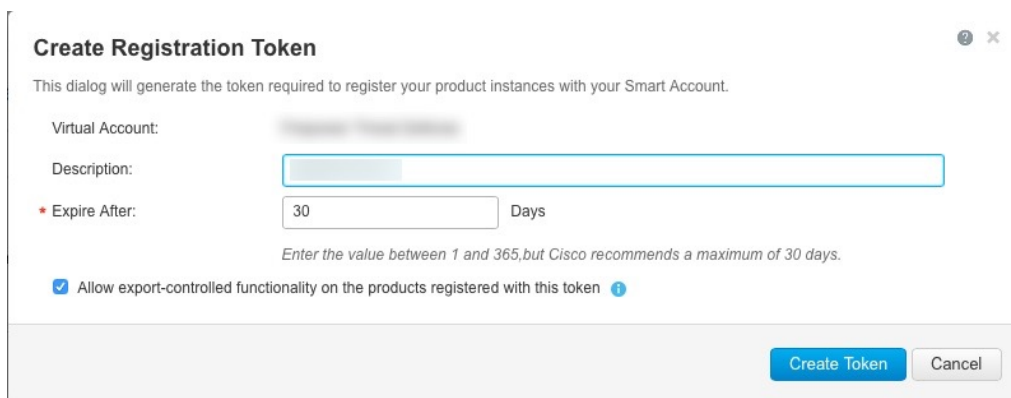 Create Registration Token
This dialog will generate the token required to register your product instances with your Smart Account.
Virtual Account:
Description:
* Expire After: 30 Days
Enter the value between 1 and 365,but Cisco recommends a maximum of 30 days.
Allow export-controlled functionality on the products registered with this token
Create Token Cancel